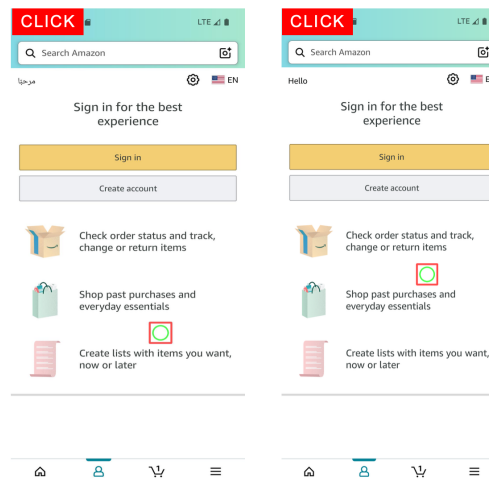 CLICK
LTE
Search Amazon
مرحبًا
EN
Sign in for the best
experience
Sign in
Create account
Check order status and track,
change or return items
Shop past purchases and
everyday essentials
Create lists with items you want,
now or later
1
CLICK
LTE
Search Amazon
Hello
E
Sign in for the best
experience
Sign in
Create account
Check order status and track,
change or return items
Shop past purchases and
everyday essentials
Create lists with items you want,
now or later
1